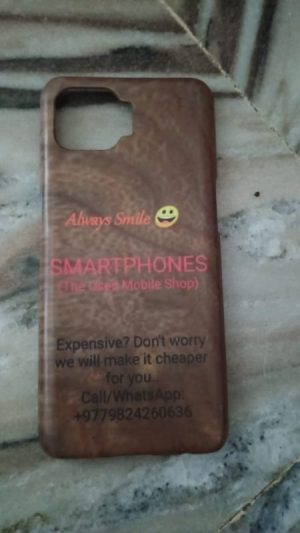 Always Smile 😀
SMARTPHONES
(The Used Mobile Shop)
Expensive? Don't worry
we will make it cheaper
for you..
Call/WhatsApp:
+9779824260636